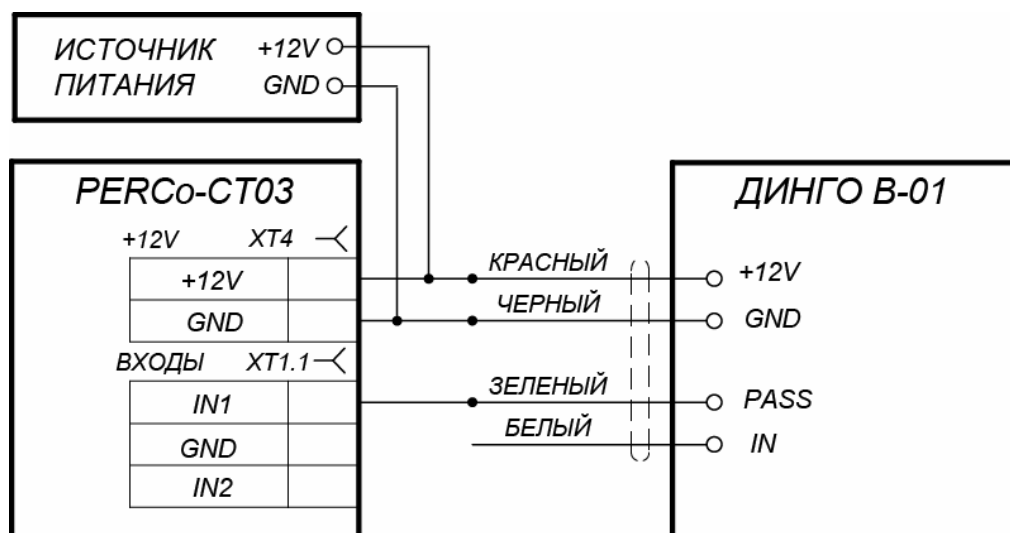 ИСТОЧНИК +12V
ПИТАНИЯ GND
PERCo-CT03
+12V XT4
+12V
GND
ВХОДЫ XT1.1
IN1
GND
IN2
КРАСНЫЙ
ЧЕРНЫЙ
ЗЕЛЕНЫЙ
БЕЛЫЙ
ДИНГО В-01
+12V
GND
PASS
IN